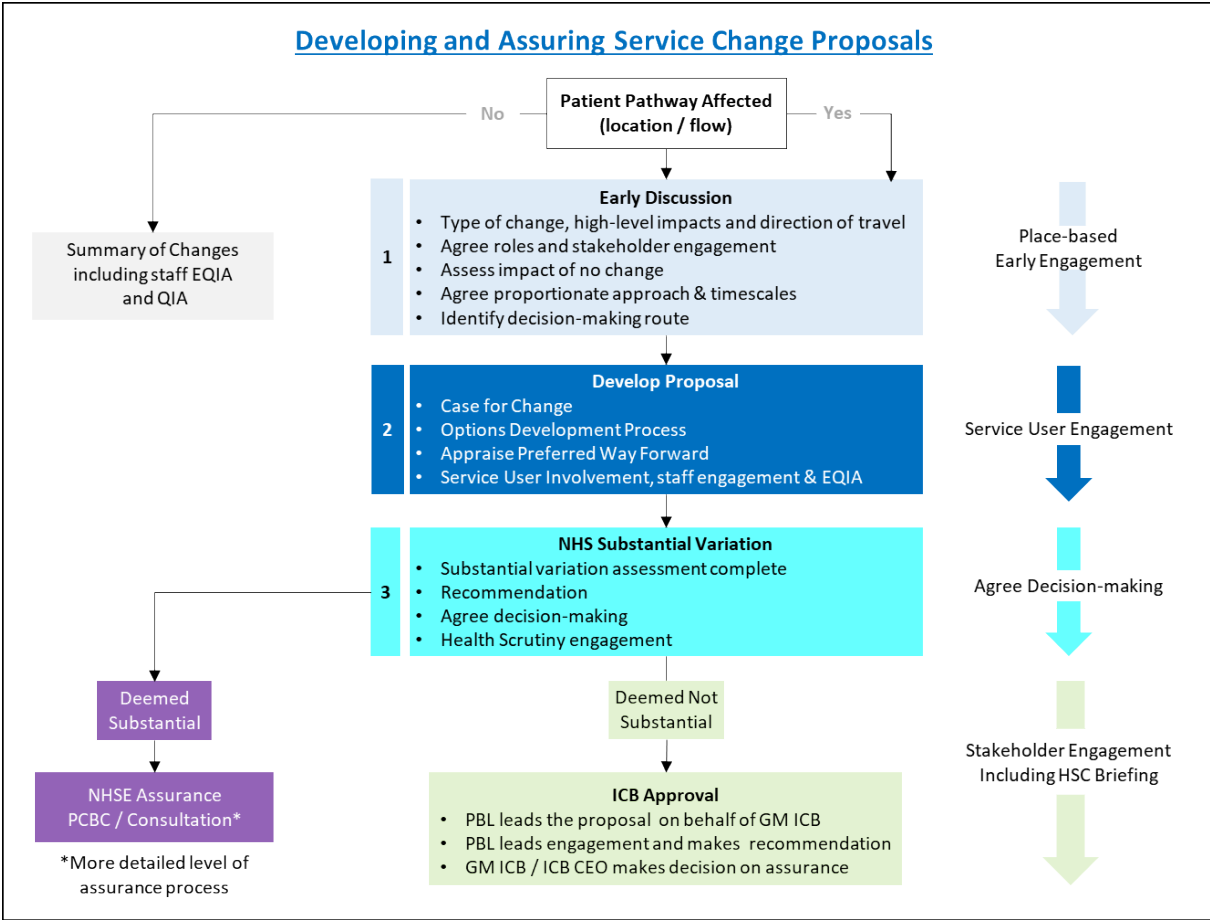 Developing and Assuring Service Change Proposals
Patient Pathway Affected
(location / flow)
No
Yes
Summary of Changes
including staff EQIA
and QIA
1
Early Discussion
• Type of change, high-level impacts and direction of travel
• Agree roles and stakeholder engagement
• Assess impact of no change
• Agree proportionate approach & timescales
• Identify decision-making route
Place-based
Early Engagement
2
Develop Proposal
• Case for Change
• Options Development Process
• Appraise Preferred Way Forward
• Service User Involvement, staff engagement & EQIA
Service User Engagement
3
NHS Substantial Variation
• Substantial variation assessment complete
• Recommendation
• Agree decision-making
• Health Scrutiny engagement
Agree Decision-making
Deemed
Substantial
Deemed Not
Substantial
NHSE Assurance
PCBC / Consultation*
*More detailed level of
assurance process
ICB Approval
• PBL leads the proposal on behalf of GM ICB
• PBL leads engagement and makes recommendation
• GM ICB / ICB CEO makes decision on assurance
Stakeholder Engagement
Including HSC Briefing